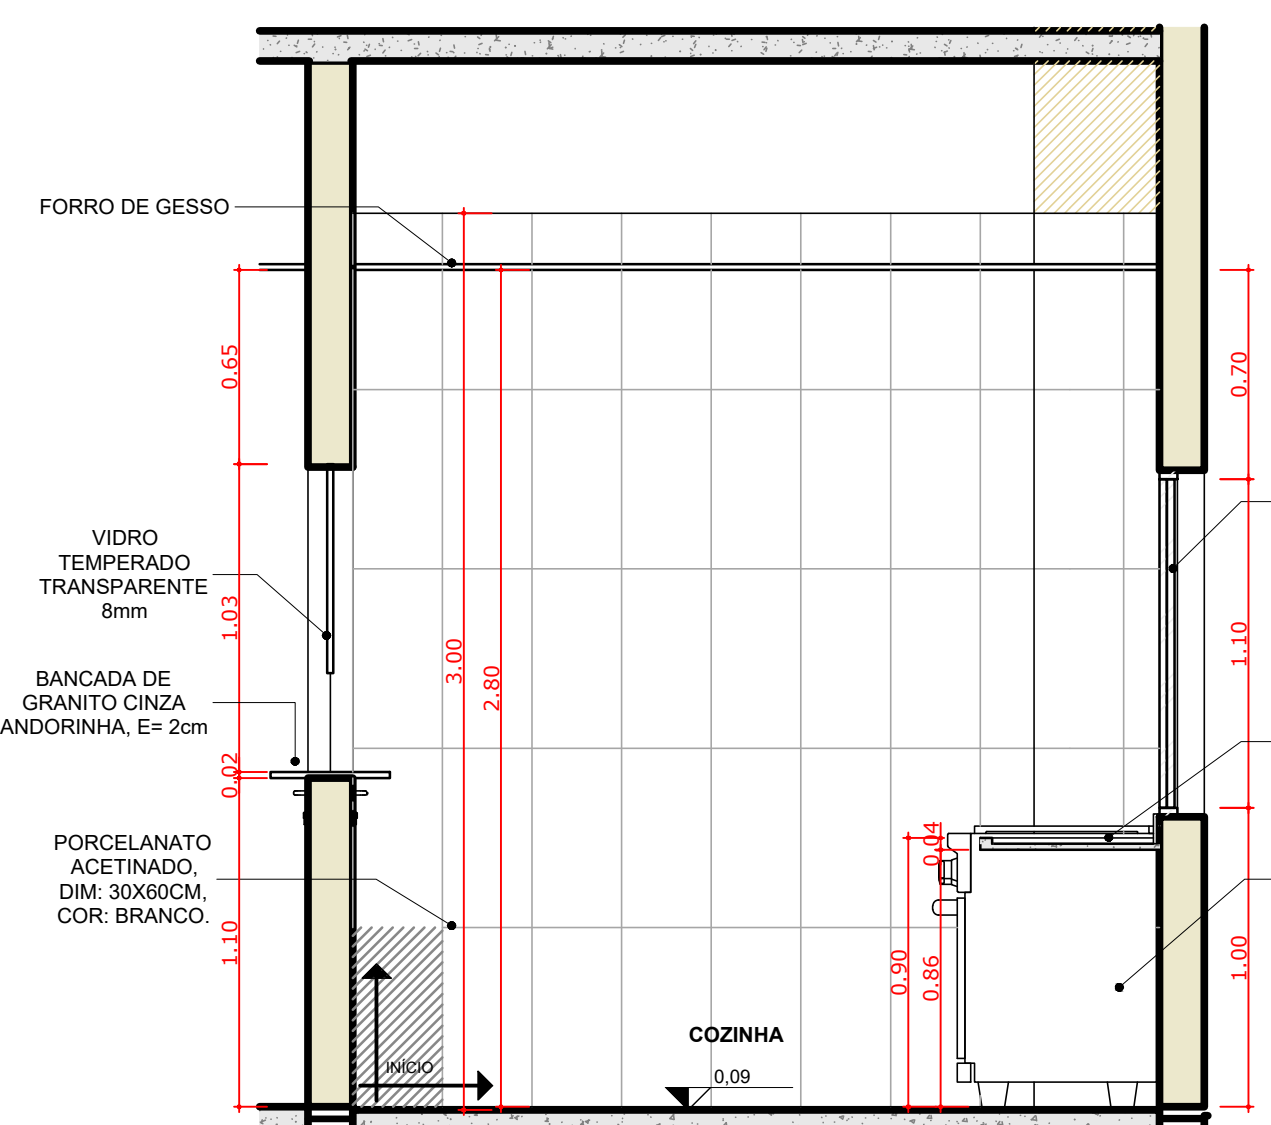 FORRO DE GESSO
0.65
0.70
VIDRO
TEMPERADO
TRANSPARENTE
8mm
1.03
3.00
2.80
1.10
BANCADA DE
GRANITO CINZA
ANDORINHA, E= 2cm
0.02
PORCELANATO
ACETINADO,
DIM: 30X60CM,
COR: BRANCO.
1.10
0.04
0.90
0.86
1.00
COZINHA
INÍCIO
0,09